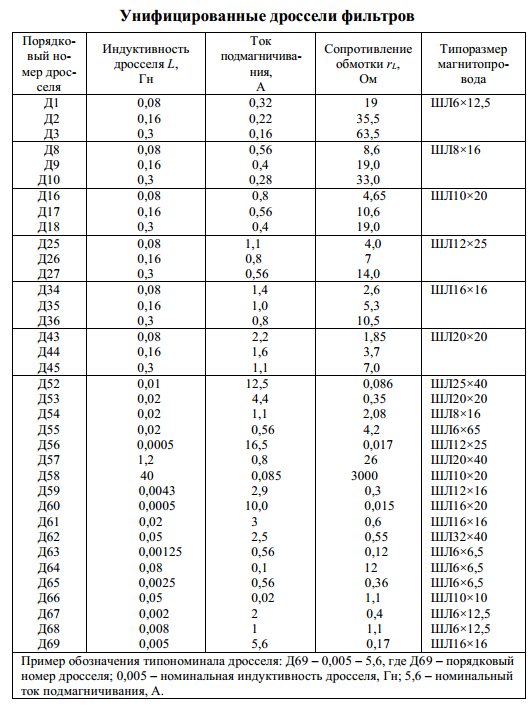 Унифицированные дроссели фильтров
Порядко-
вый но-
мер дрос-
селя
Индуктивность
дросселя L,
Гн
Ток
подмагничива-
ния,
А
Сопротивление
обмотки rL,
Ом
Типоразмер
магнитопро-
вода
Д1 0,08 0,32 19 ШЛ6×12,5
Д2 0,16 0,22 35,5
Д3 0,3 0,16 63,5
Д8 0,08 0,56 8,6 ШЛ8×16
Д9 0,16 0,4 19,0
Д10 0,3 0,28 33,0
Д16 0,08 0,8 4,65 ШЛ10×20
Д17 0,16 0,56 10,6
Д18 0,3 0,4 19,0
Д25 0,08 1,1 4,0 ШЛ12×25
Д26 0,16 0,8 7
Д27 0,3 0,56 14,0
Д34 0,08 1,4 2,6 ШЛ16×16
Д35 0,16 1,0 5,3
Д36 0,3 0,8 10,5
Д43 0,08 2,2 1,85 ШЛ20×20
Д44 0,16 1,6 3,7
Д45 0,3 1,1 7,0
Д52 0,01 12,5 0,086 ШЛ25×40
Д53 0,02 4,4 0,35 ШЛ20×20
Д54 0,02 1,1 2,08 ШЛ8×16
Д55 0,02 0,56 4,2 ШЛ6×65
Д56 0,0005 16,5 0,017 ШЛ12×25
Д57 1,2 0,8 26 ШЛ20×40
Д58 40 0,085 3000 ШЛ10×20
Д59 0,0043 2,9 0,3 ШЛ12×16
Д60 0,0005 10,0 0,015 ШЛ16×20
Д61 0,02 3 0,6 ШЛ16×16
Д62 0,05 2,5 0,55 ШЛ32×40
Д63 0,00125 0,56 0,12 ШЛ6×6,5
Д64 0,08 0,1 12 ШЛ6×6,5
Д65 0,0025 0,56 0,36 ШЛ6×6,5
Д66 0,05 0,02 1,1 ШЛ10×10
Д67 0,002 2 0,4 ШЛ6×12,5
Д68 0,008 1 1,1 ШЛ6×12,5
Д69 0,005 5,6 0,17 ШЛ16×16
Пример обозначения типономинала дросселя: Д69 – 0,005 – 5,6, где Д69 – порядковый
номер дросселя; 0,005 – номинальная индуктивность дросселя, Гн; 5,6 – номинальный
ток подмагничивания, А.